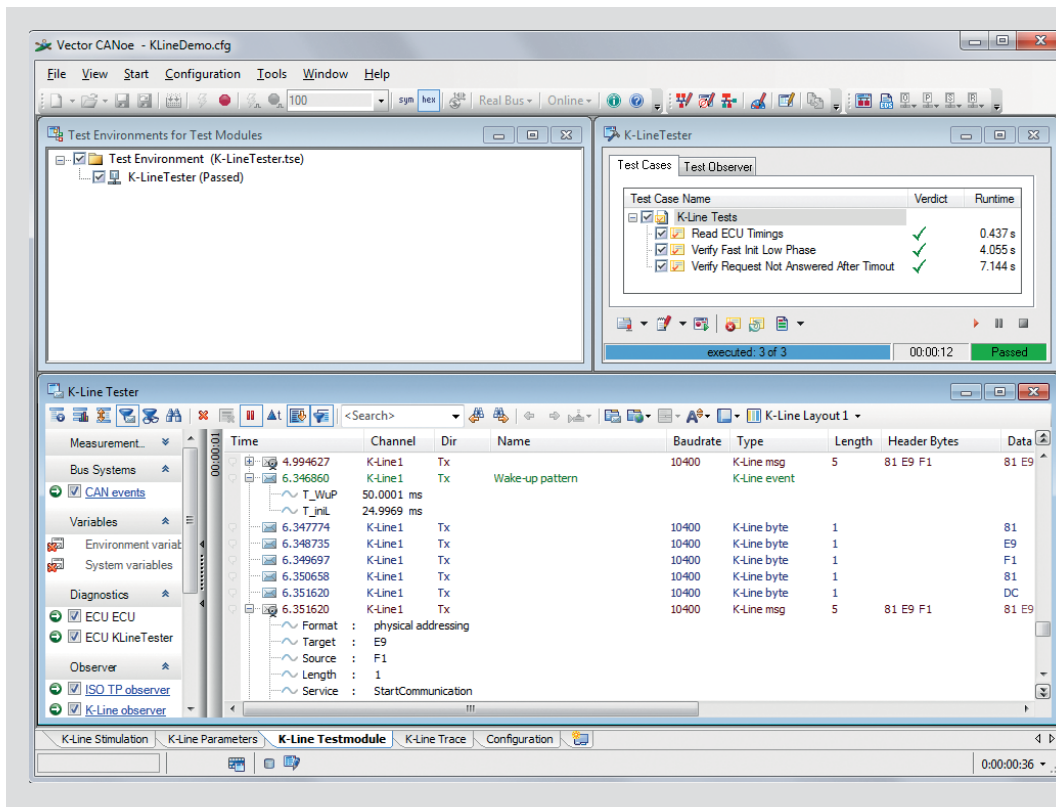 Vector CANoe - KLineDemo.cfg
File View Start Configuration Tools Window Help
100 sym hex Real Bus Online
Test Environments for Test Modules
Test Environment (K-LineTester.tse)
K-LineTester (Passed)
K-LineTester
Test Cases Test Observer
Test Case Name Verdict Runtime
K-Line Tests
Read ECU Timings 0.437 s
Verify Fast Init Low Phase 4.055 s
Verify Request Not Answered After Timout 7.144 s
executed: 3 of 3 00:00:12 Passed
K-Line Tester
<Search> K-Line Layout 1
Measurement...
Bus Systems
CAN events
Variables
Environment variab
System variables
Diagnostics
ECU ECU
ECU KLineTester
Observer
ISO TP observer
K-Line observer
00:00:01
Time Channel Dir Name Baudrate Type Length Header Bytes Data
4.994627 K-Line1 Tx 10400 K-Line msg 5 81 E9 F1 81 E9
6.346860 K-Line1 Tx Wake-up pattern K-Line event
T_WuP 50.0001 ms
T_iniL 24.9969 ms
6.347774 K-Line1 Tx 10400 K-Line byte 1 81
6.348735 K-Line1 Tx 10400 K-Line byte 1 E9
6.349697 K-Line1 Tx 10400 K-Line byte 1 F1
6.350658 K-Line1 Tx 10400 K-Line byte 1 81
6.351620 K-Line1 Tx 10400 K-Line byte 1 DC
6.351620 K-Line1 Tx 10400 K-Line msg 5 81 E9 F1 81 E9
Format : physical addressing
Target : E9
Source : F1
Length : 1
Service : StartCommunication
K-Line Stimulation K-Line Parameters K-Line Testmodule K-Line Trace Configuration
0:00:00:36